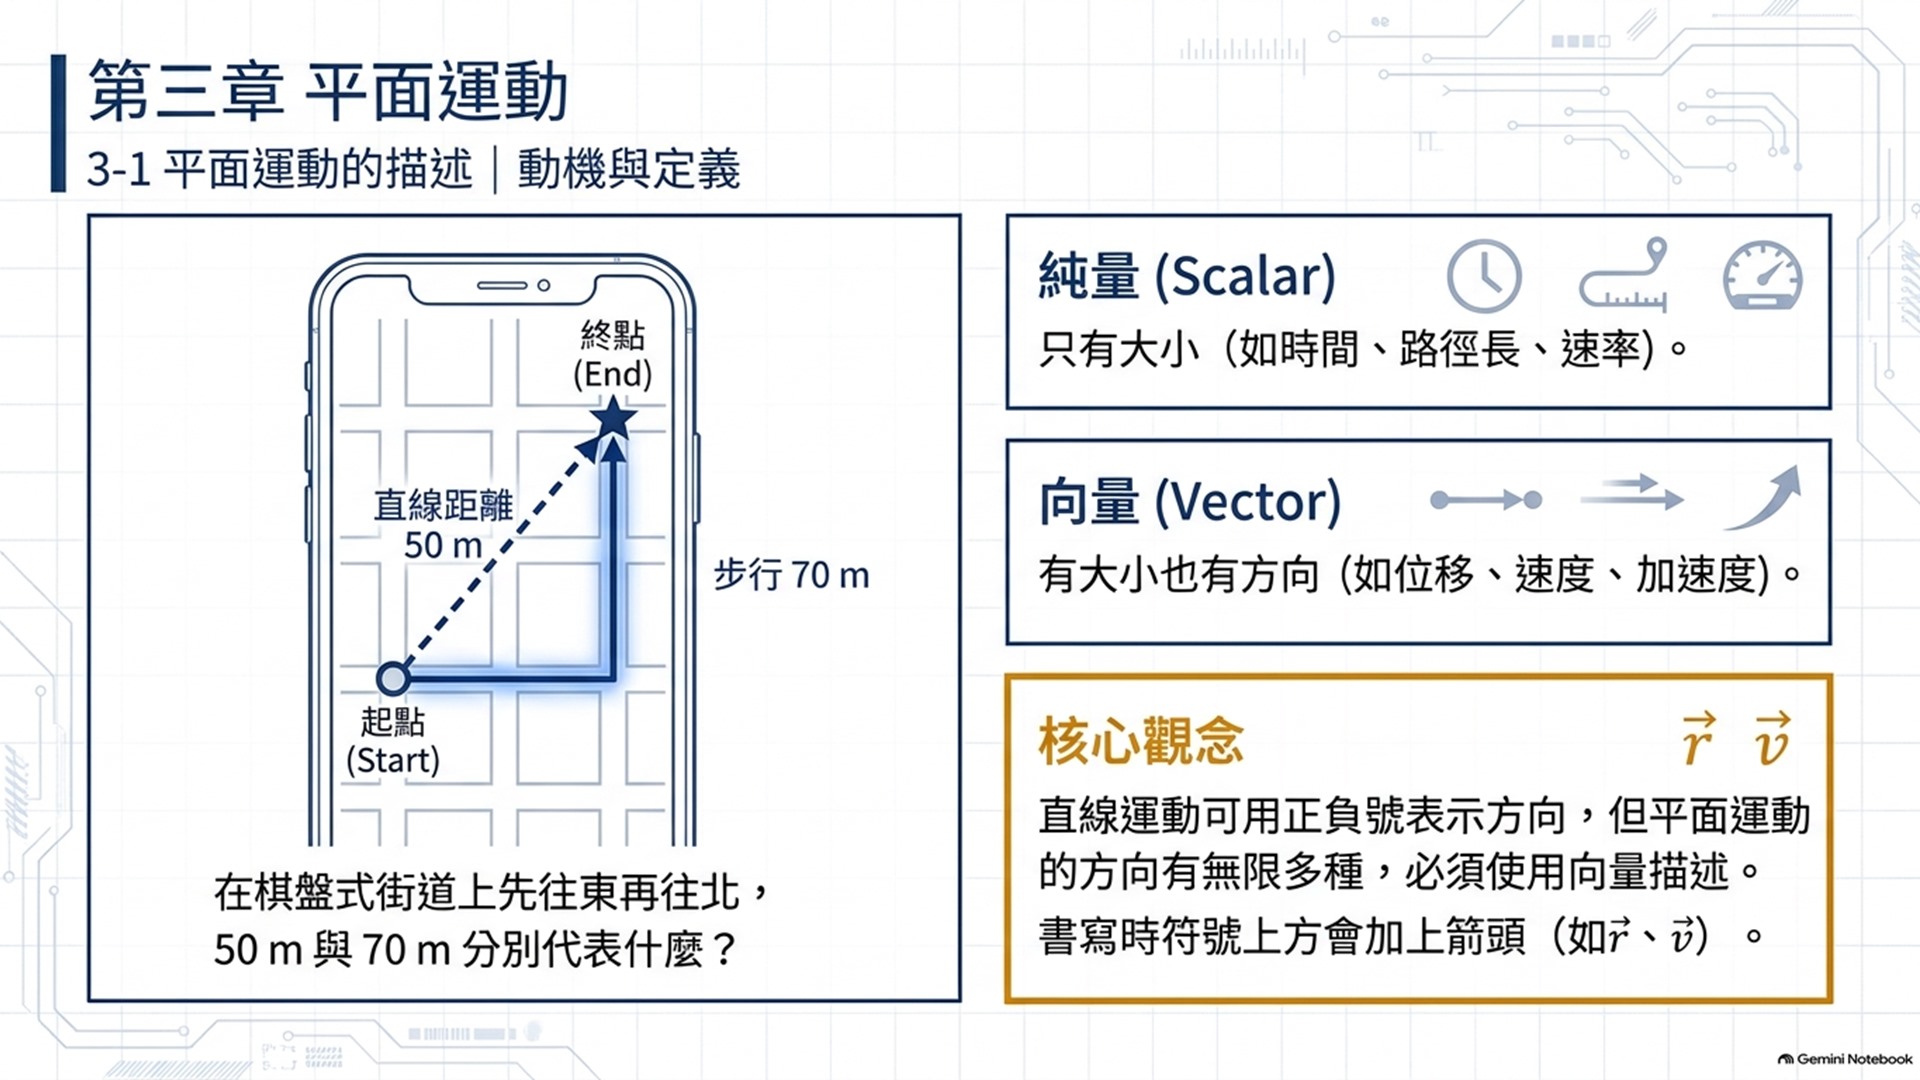 第三章 平面運動
3-1 平面運動的描述｜動機與定義
終點
(End)
直線距離
50 m
步行 70 m
起點
(Start)
在棋盤式街道上先往東再往北，
50 m 與 70 m 分別代表什麼？
純量 (Scalar)
只有大小（如時間、路徑長、速率)。
向量 (Vector)
有大小也有方向 (如位移、速度、加速度)。
核心觀念
r⃗ v⃗
直線運動可用正負號表示方向，但平面運動
的方向有無限多種，必須使用向量描述。
書寫時符號上方會加上箭頭（如r⃗、v⃗）。
Gemini Notebook